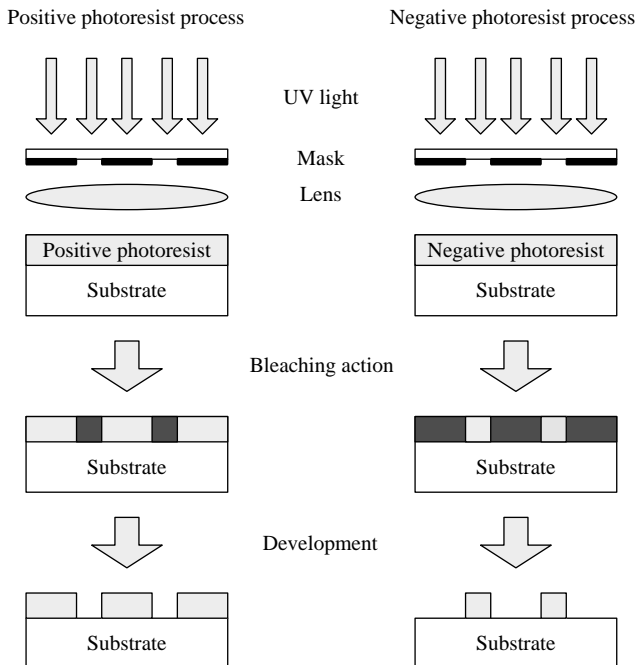 Positive photoresist process
Negative photoresist process
UV light
Mask
Lens
Positive photoresist
Negative photoresist
Substrate
Substrate
Bleaching action
Substrate
Substrate
Development
Substrate
Substrate